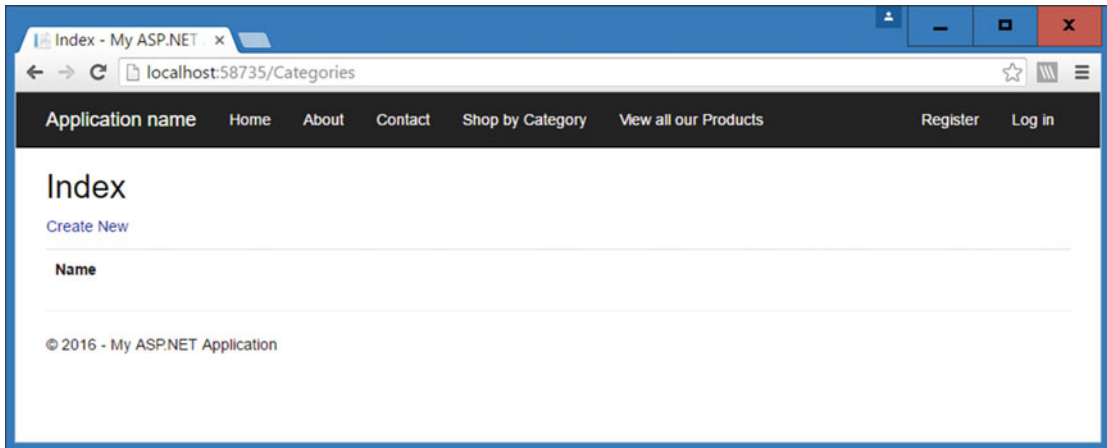 Index - My ASP.NET
localhost:58735/Categories
Application name Home About Contact Shop by Category View all our Products Register Log in
Index
Create New
Name
© 2016 - My ASP.NET Application